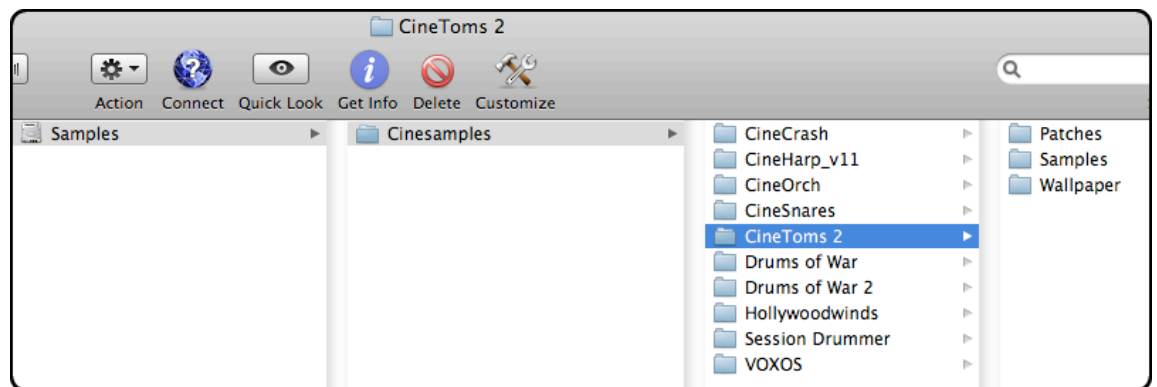 CineToms 2
Action Connect Quick Look Get Info Delete Customize
Samples
Cinesamples
CineCrash
CineHarp_v11
CineOrch
CineSnares
CineToms 2
Drums of War
Drums of War 2
Hollywoodwinds
Session Drummer
VOXOS
Patches
Samples
Wallpaper